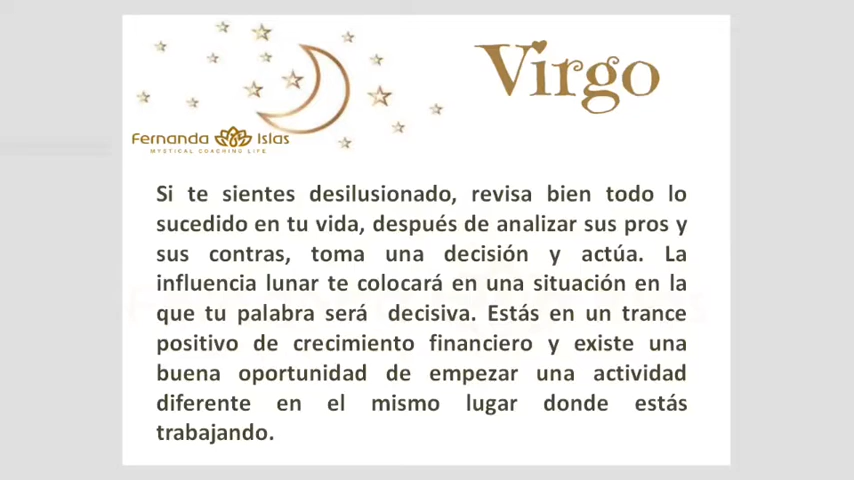 Virgo
Fernanda Islas
MYSTICAL COACHING LIFE
Si te sientes desilusionado, revisa bien todo lo
sucedido en tu vida, después de analizar sus pros y
sus contras, toma una decisión y actúa. La
influencia lunar te colocará en una situación en la
que tu palabra será decisiva. Estás en un trance
positivo de crecimiento financiero y existe una
buena oportunidad de empezar una actividad
diferente en el mismo lugar donde estás
trabajando.